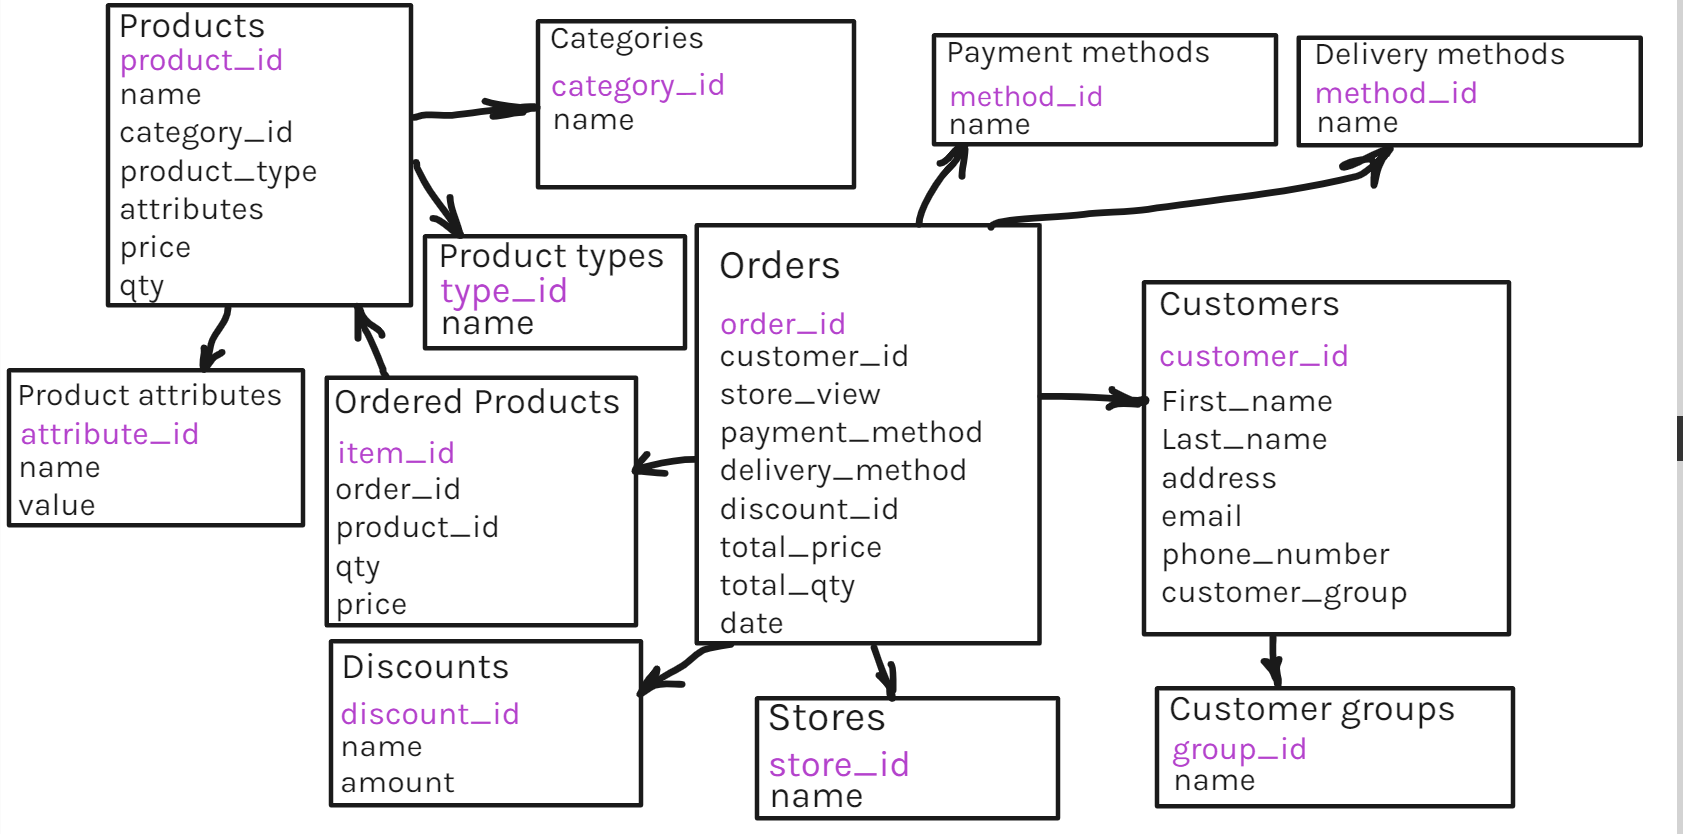 Products
product_id
name
category_id
product_type
attributes
price
qty
Categories
category_id
name
Payment methods
method_id
name
Delivery methods
method_id
name
Product types
type_id
name
Orders
order_id
customer_id
store_view
payment_method
delivery_method
discount_id
total_price
total_qty
date
Customers
customer_id
First_name
Last_name
address
email
phone_number
customer_group
Product attributes
attribute_id
name
value
Ordered Products
item_id
order_id
product_id
qty
price
Discounts
discount_id
name
amount
Stores
store_id
name
Customer groups
group_id
name